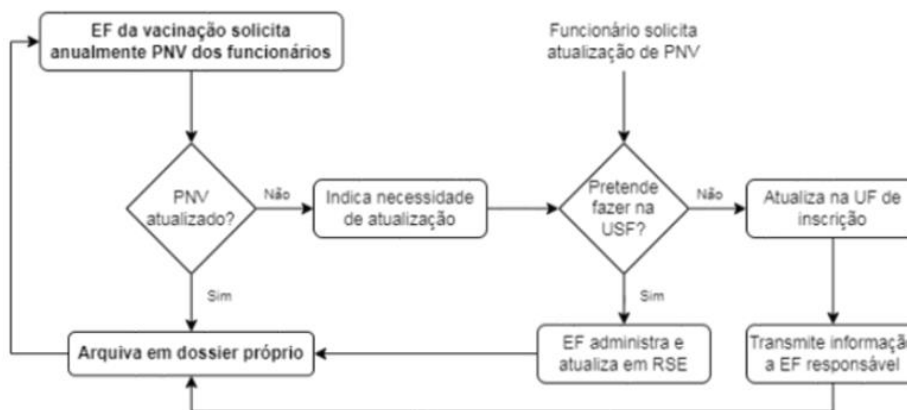 EF da vacinação solicita
anualmente PNV dos funcionários
Funcionário solicita
atualização de PNV
PNV
atualizado?
Não
Indica necessidade
de atualização
Pretende
fazer na
USF?
Não
Atualiza na UF de
inscrição
Sim
Sim
Arquiva em dossier próprio
EF administra e
atualiza em RSE
Transmite informação
a EF responsável